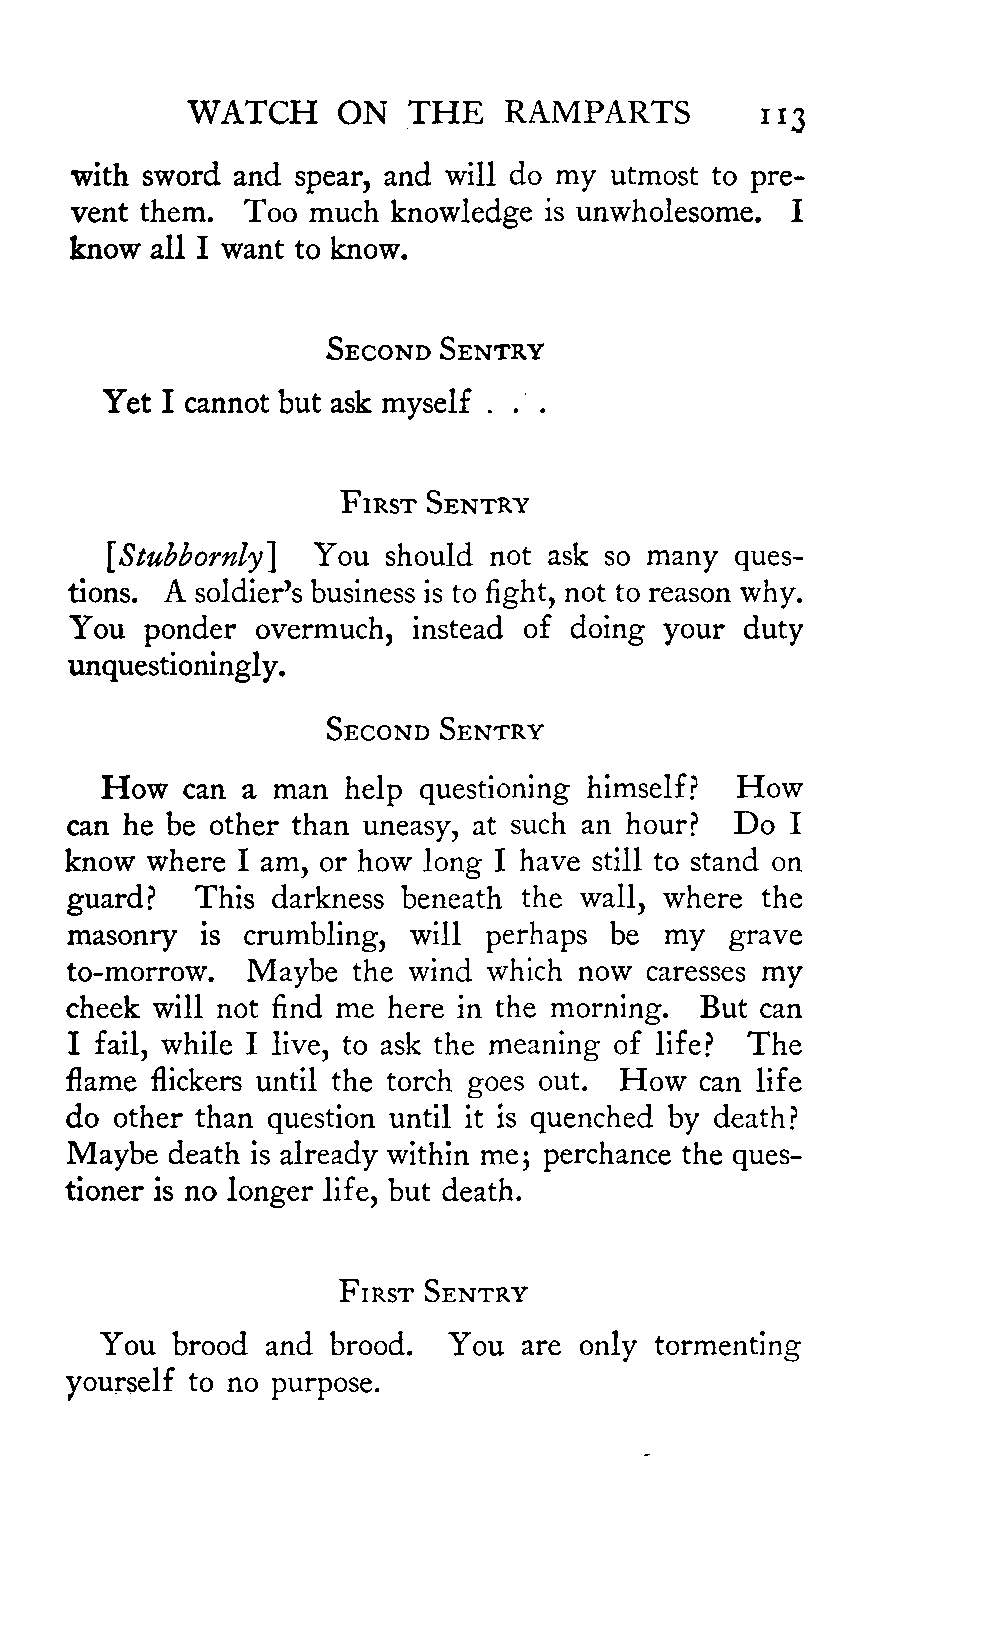 WATCH ON THE RAMPARTS 113
with sword and spear, and will do my utmost to pre-
vent them. Too much knowledge is unwholesome. I
know all I want to know.
SECOND SENTRY
Yet I cannot but ask myself . . .
FIRST SENTRY
[Stubbornly] You should not ask so many ques-
tions. A soldier's business is to fight, not to reason why.
You ponder overmuch, instead of doing your duty
unquestioningly.
SECOND SENTRY
How can a man help questioning himself? How
can he be other than uneasy, at such an hour? Do I
know where I am, or how long I have still to stand on
guard? This darkness beneath the wall, where the
masonry is crumbling, will perhaps be my grave
to-morrow. Maybe the wind which now caresses my
cheek will not find me here in the morning. But can
I fail, while I live, to ask the meaning of life? The
flame flickers until the torch goes out. How can life
do other than question until it is quenched by death?
Maybe death is already within me; perchance the ques-
tioner is no longer life, but death.
FIRST SENTRY
You brood and brood. You are only tormenting
yourself to no purpose.